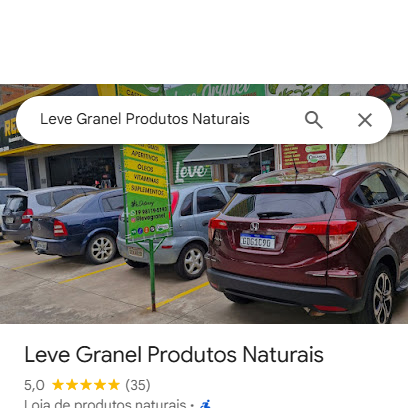 Leve Granel Produtos Naturais
Granel
APERITIVOS
ÓLEOS
VITAMINAS
SUPLEMENTOS
Leve
Leve Granel Produtos Naturais
5,0 (35)
Loja de produtos naturais